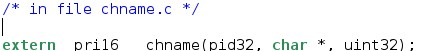 /* in file chname.c */
extern pri16 chname(pid32, char *, uint32);